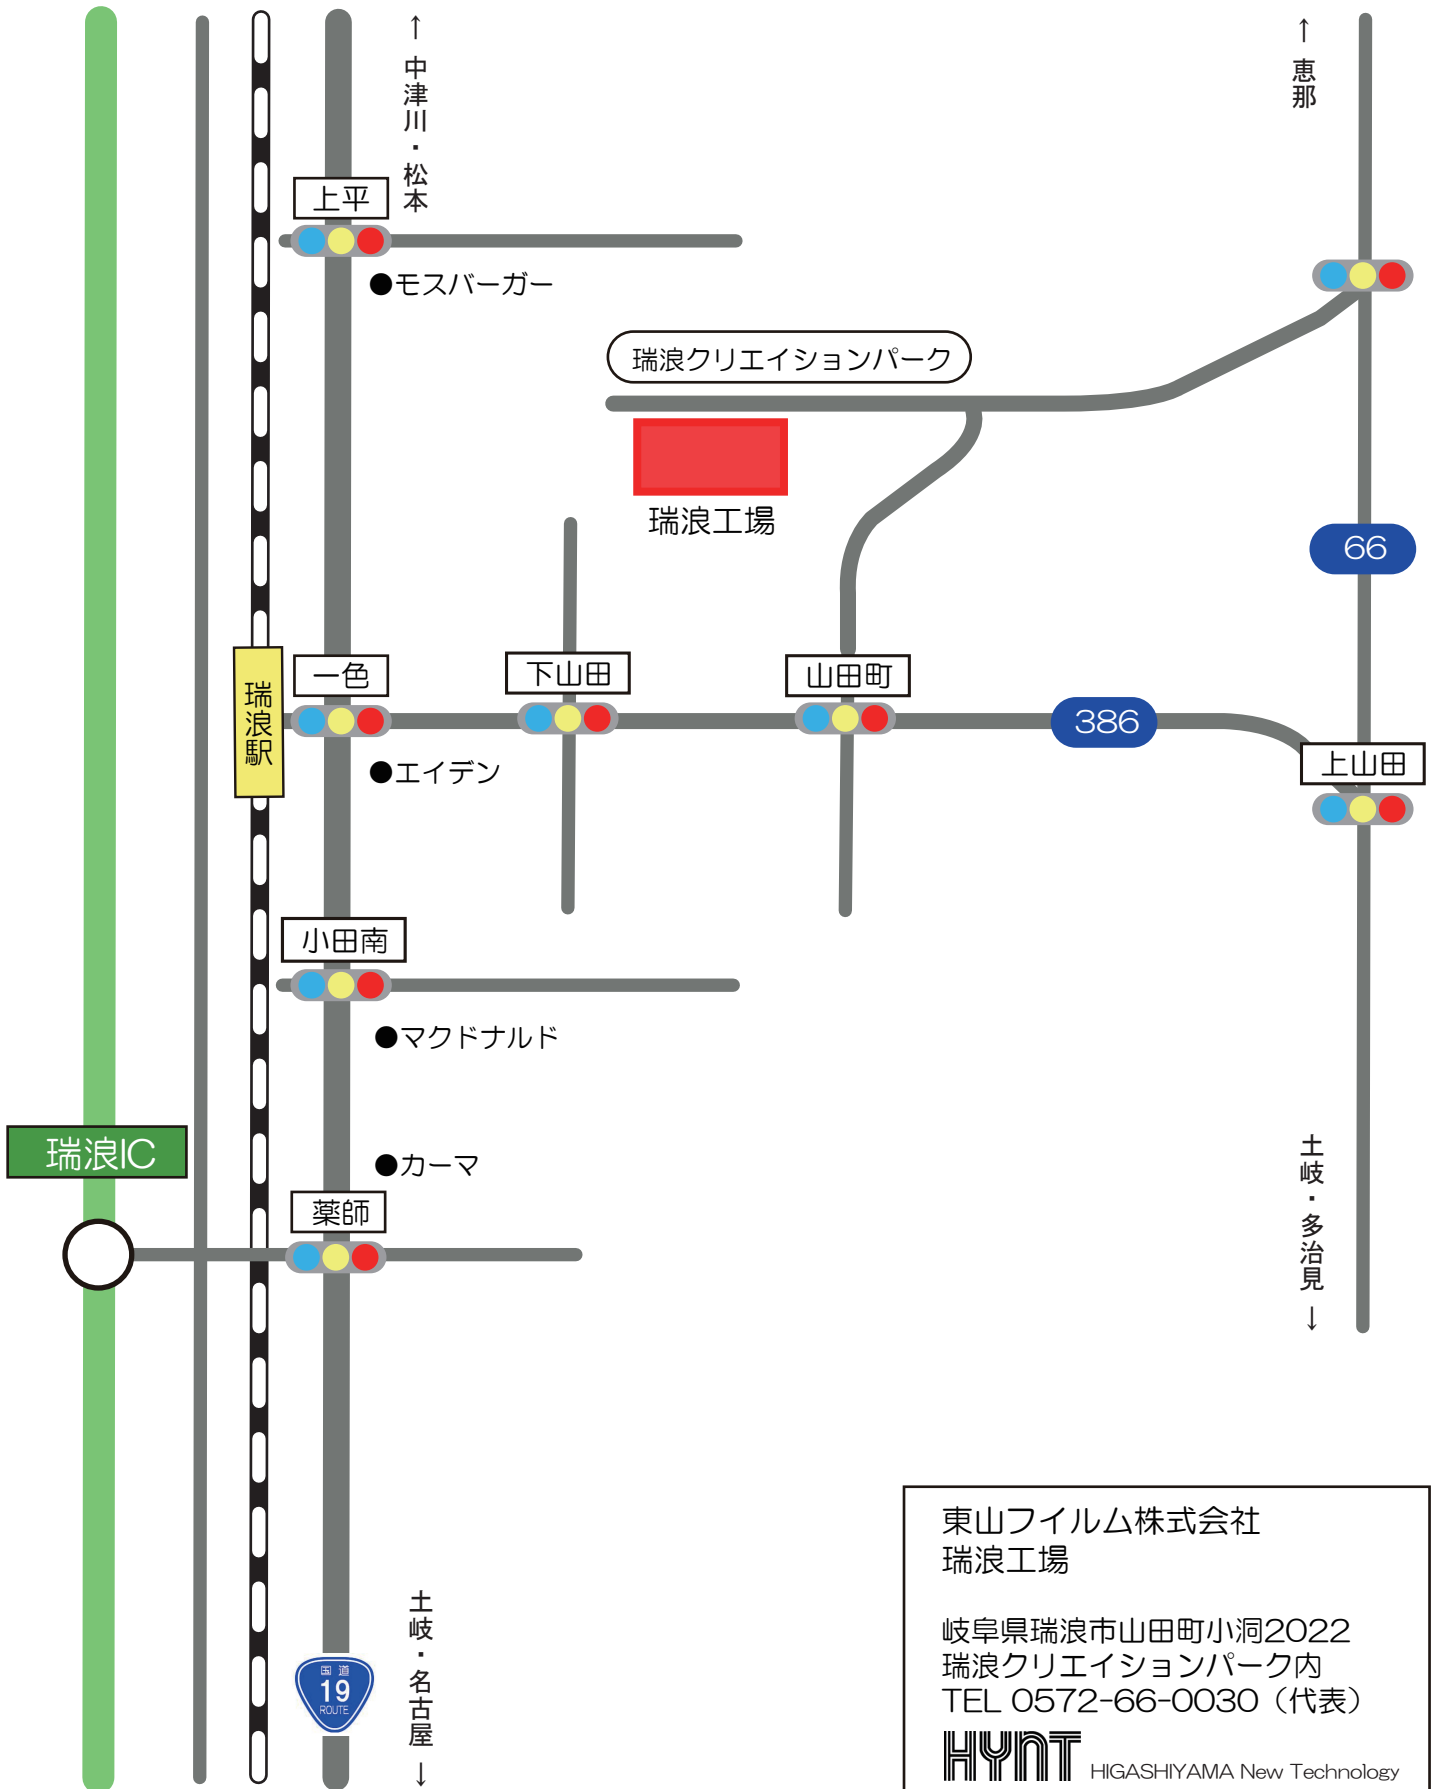 ↑中津川・松本
↑恵那
上平
●モスバーガー
瑞浪クリエイションパーク
瑞浪工場
66
一色
下山田
山田町
瑞浪駅
386
上山田
●エイデン
小田南
●マクドナルド
瑞浪IC
●カーマ
土岐・多治見↓
薬師
東山フイルム株式会社
瑞浪工場
岐阜県瑞浪市山田町小洞2022
瑞浪クリエイションパーク内
TEL 0572-66-0030（代表）
HYNT HIGASHIYAMA New Technology
土岐・名古屋↓
国道
19
ROUTE